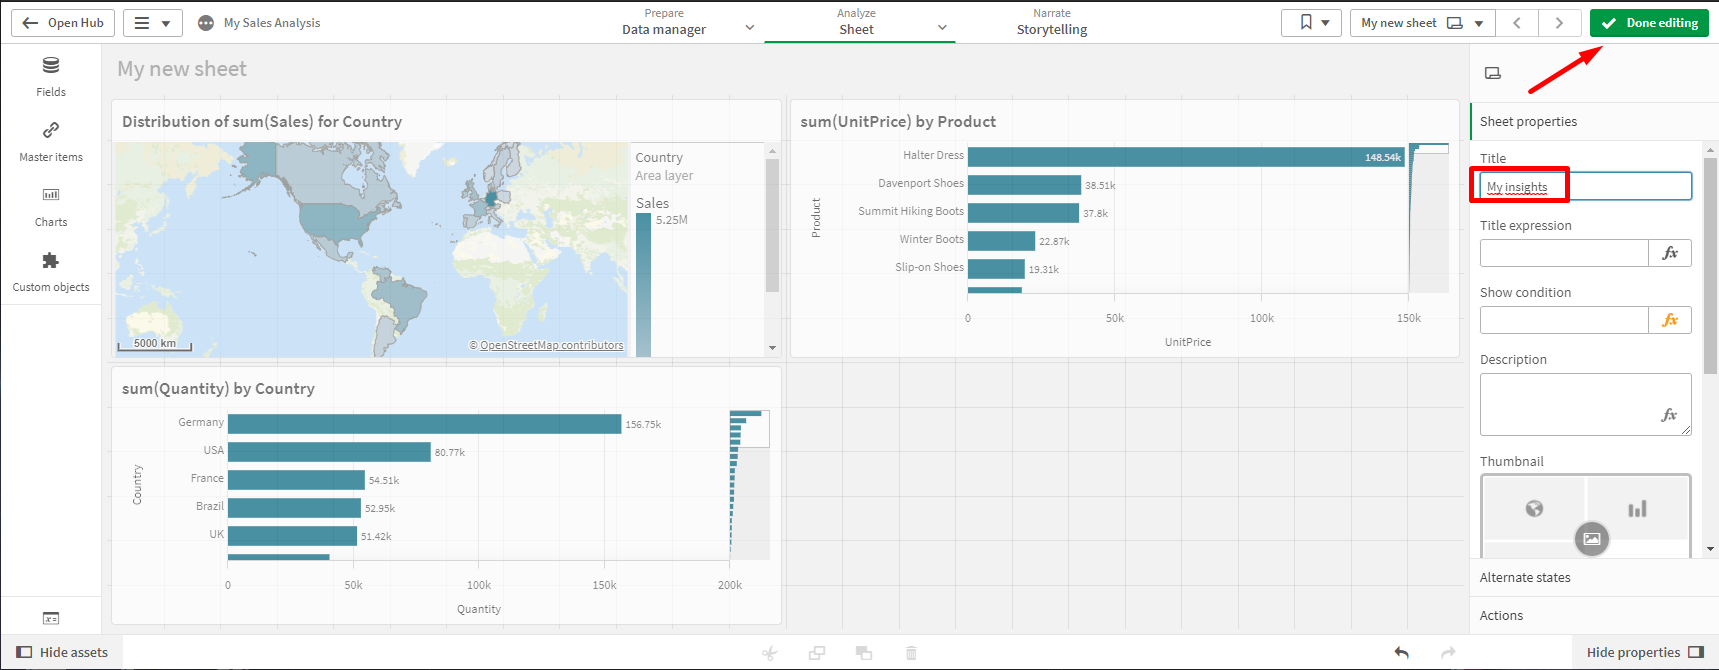 Open Hub
My Sales Analysis
Prepare
Data manager
Analyze
Sheet
Narrate
Storytelling
My new sheet
Done editing
Fields
Master items
Charts
Custom objects
My new sheet
Distribution of sum(Sales) for Country
5000 km
© OpenStreetMap contributors
Country
Area layer
Sales
5.25M
sum(UnitPrice) by Product
Product
Halter Dress
148.54k
Davenport Shoes
38.51k
Summit Hiking Boots
37.8k
Winter Boots
22.87k
Slip-on Shoes
19.31k
0 50k 100k 150k
UnitPrice
sum(Quantity) by Country
Country
Germany
156.75k
USA
80.77k
France
54.51k
Brazil
52.95k
UK
51.42k
0 50k 100k 150k 200k
Quantity
Sheet properties
Title
My insights
Title expression
fx
Show condition
fx
Description
fx
Thumbnail
Alternate states
Actions
Hide assets
Hide properties